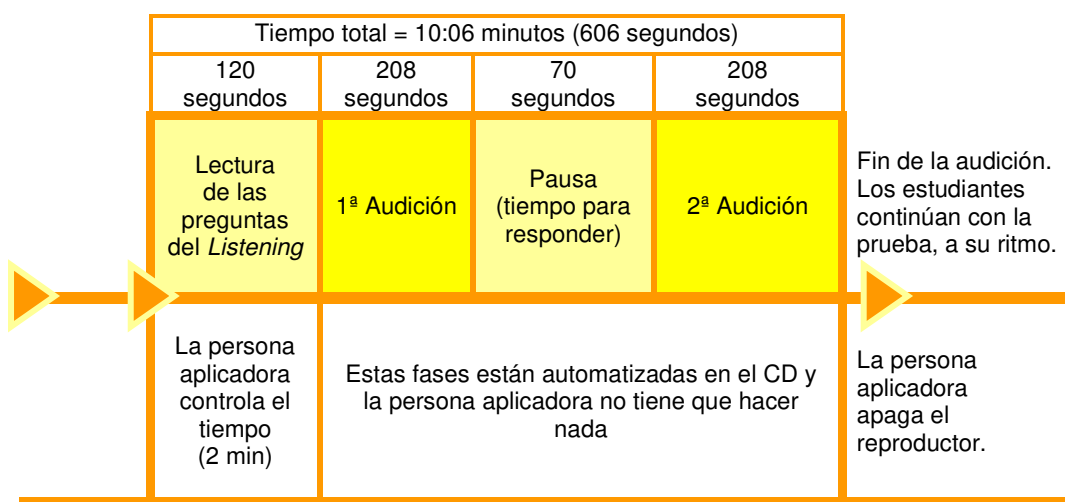 Tiempo total = 10:06 minutos (606 segundos)
120
segundos
208
segundos
70
segundos
208
segundos
Lectura
de las
preguntas
del Listening
1ª Audición
Pausa
(tiempo para
responder)
2ª Audición
Fin de la audición.
Los estudiantes
continúan con la
prueba, a su ritmo.
La persona
aplicadora
controla el
tiempo
(2 min)
Estas fases están automatizadas en el CD y
la persona aplicadora no tiene que hacer
nada
La persona
aplicadora
apaga el
reproductor.